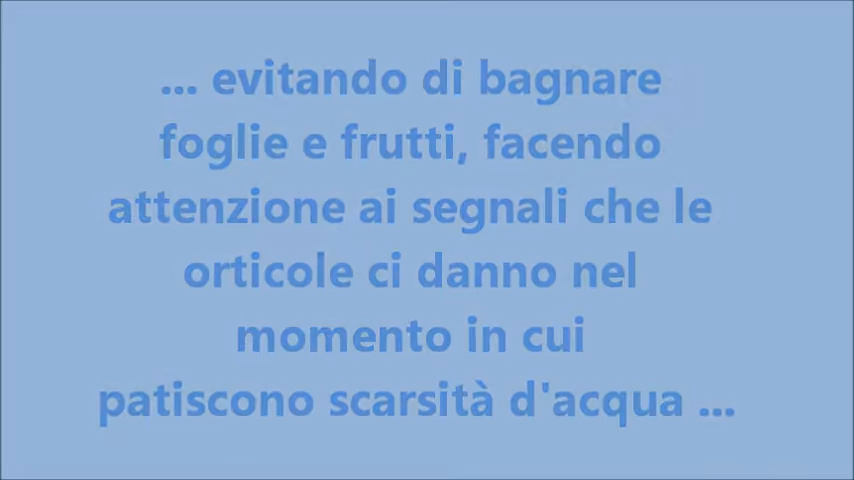 ... evitando di bagnare
foglie e frutti, facendo
attenzione ai segnali che le
orticole ci danno nel
momento in cui
patiscono scarsità d'acqua ...